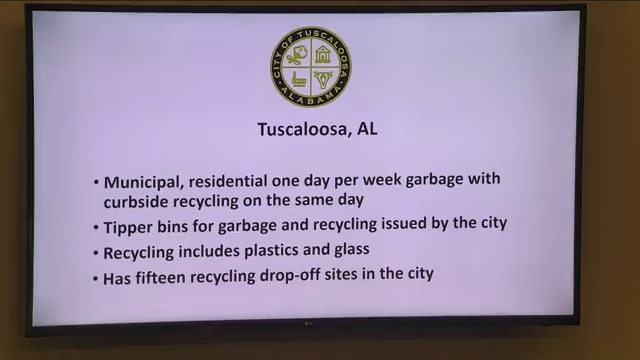 CITY OF TUSCALOOSA
ALABAMA
Tuscaloosa, AL
• Municipal, residential one day per week garbage with
curbside recycling on the same day
• Tipper bins for garbage and recycling issued by the city
• Recycling includes plastics and glass
• Has fifteen recycling drop-off sites in the city
LG